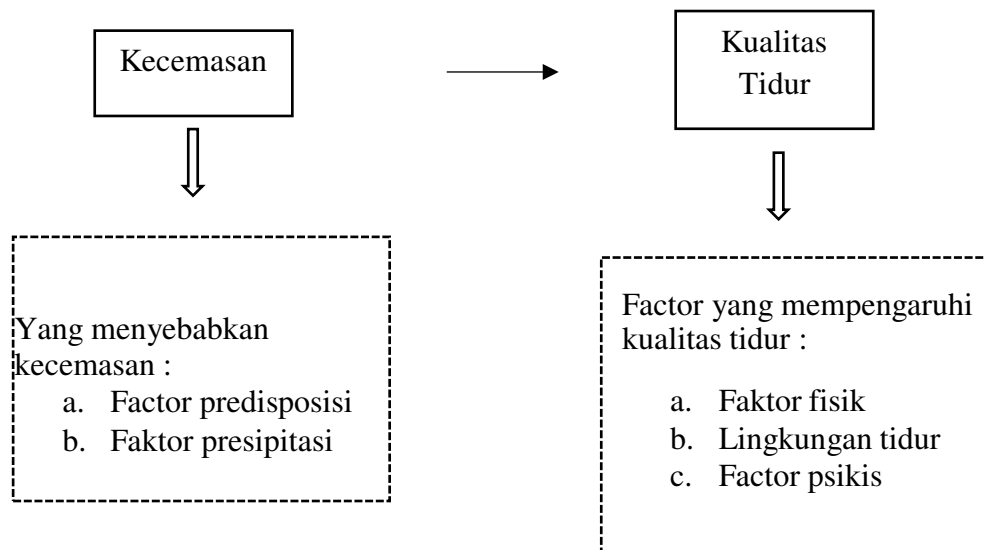 Kecemasan
Kualitas
Tidur
Yang menyebabkan
kecemasan :
a. Factor predisposisi
b. Faktor presipitasi
Factor yang mempengaruhi
kualitas tidur :
a. Faktor fisik
b. Lingkungan tidur
c. Factor psikis